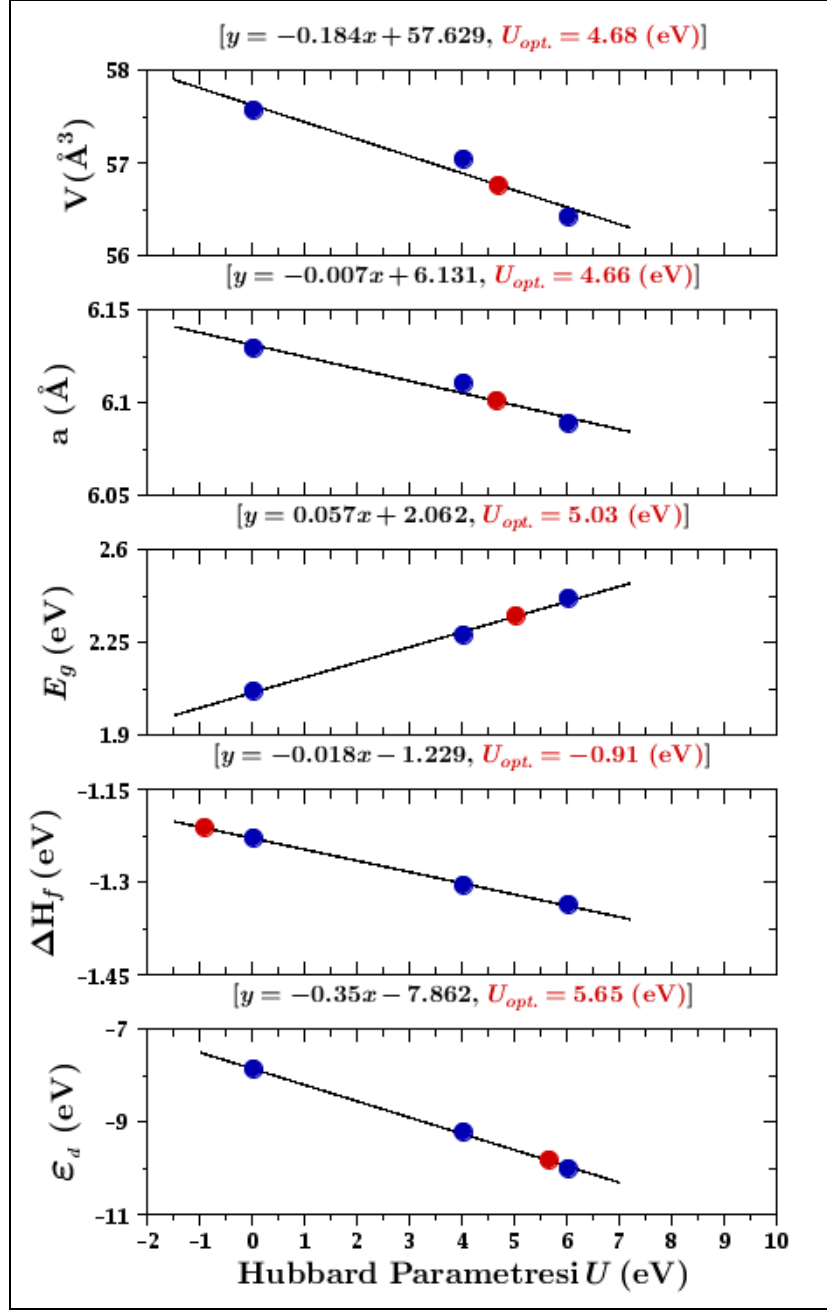 [y = −0.184x + 57.629, U_opt. = 4.68 (eV)]
58
57
56
V(Å³)
[y = −0.007x + 6.131, U_opt. = 4.66 (eV)]
6.15
6.1
6.05
a (Å)
[y = 0.057x + 2.062, U_opt. = 5.03 (eV)]
2.6
2.25
1.9
E_g (eV)
[y = −0.018x − 1.229, U_opt. = −0.91 (eV)]
−1.15
−1.3
−1.45
ΔH_f (eV)
[y = −0.35x − 7.862, U_opt. = 5.65 (eV)]
−7
−9
−11
ε_d (eV)
−2 −1 0 1 2 3 4 5 6 7 8 9 10
Hubbard Parametresi U (eV)